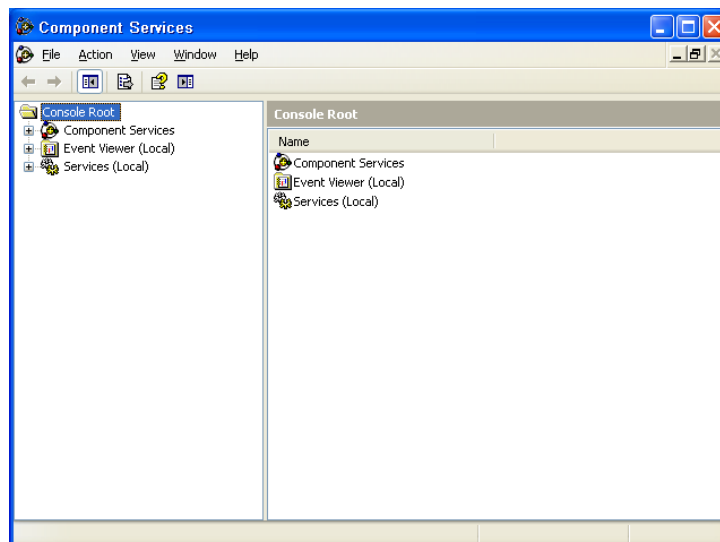 Component Services
File Action View Window Help
Console Root
Component Services
Event Viewer (Local)
Services (Local)
Console Root
Name
Component Services
Event Viewer (Local)
Services (Local)